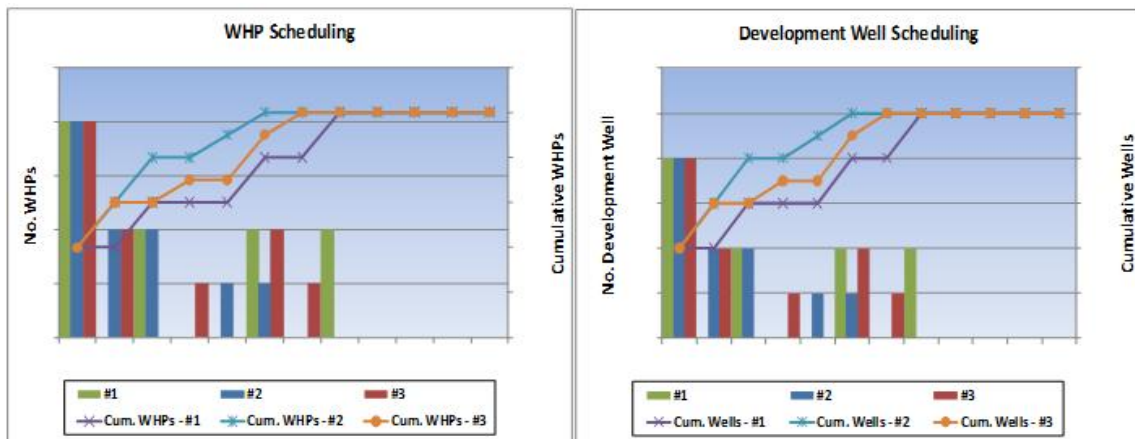 WHP Scheduling
No. WHPs
Cumulative WHPs
#1 #2 #3
Cum. WHPs - #1 Cum. WHPs - #2 Cum. WHPs - #3
Development Well Scheduling
No. Development Well
Cumulative Wells
#1 #2 #3
Cum. Wells - #1 Cum. Wells - #2 Cum. Wells - #3